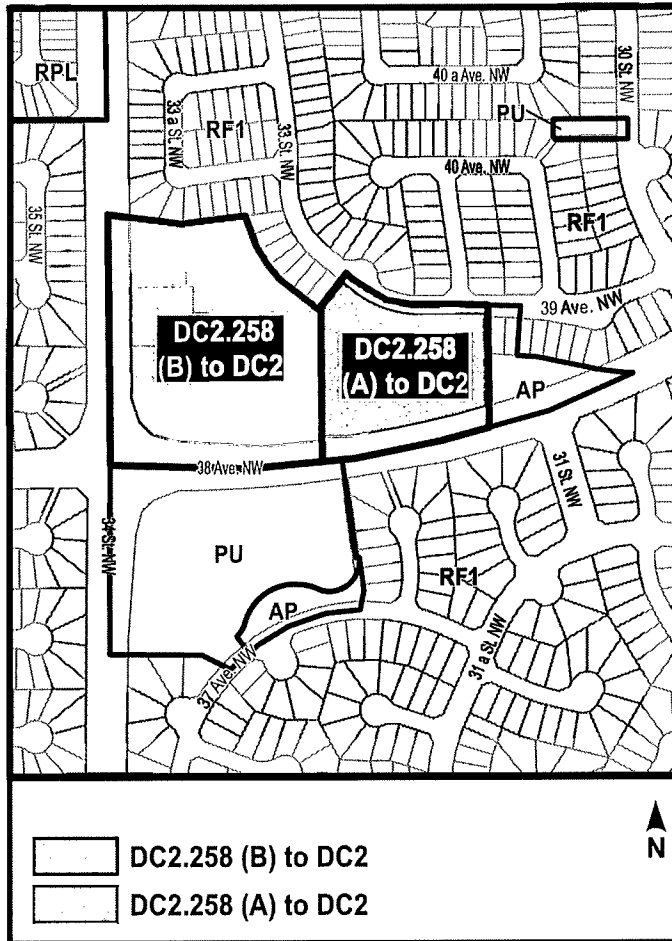 RPL
33 a St. NW
RF1
33 St. NW
40 a Ave. NW
30 St. NW
PU
40 Ave. NW
RF1
35 St. NW
39 Ave. NW
DC2.258
(B) to DC2
DC2.258
(A) to DC2
AP
38 Ave. NW
31 St. NW
34 St. NW
PU
RF1
AP
37 Ave. NW
31 a St. NW
N
DC2.258 (B) to DC2
DC2.258 (A) to DC2